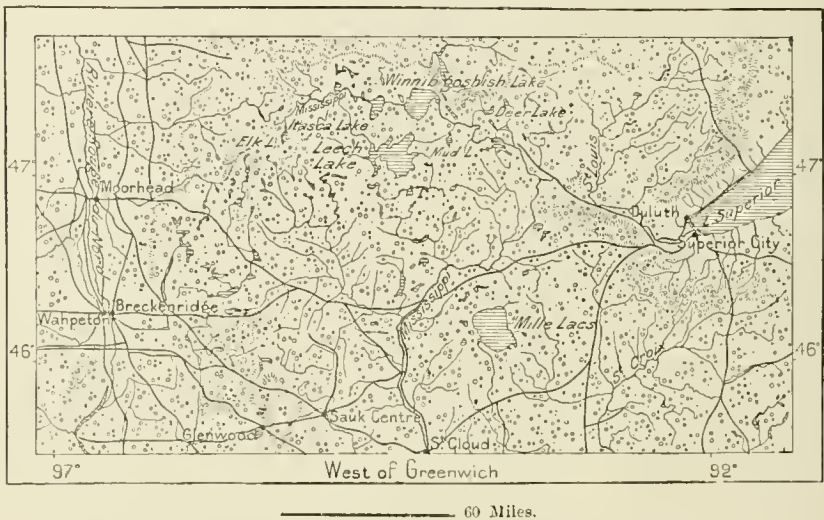 Winnibigoshish Lake
Mississippi
Deer Lake
Itasca Lake
Elk L.
Leech
Lake
Mud L.
St Louis
47°
47°
Moorhead
Duluth
L. Superior
Superior City
Breckenridge
Wahpeton
Mississippi
Mille Lacs
46°
46°
St Croix
Sauk Centre
Glenwood
St Cloud
97°
West of Greenwich
92°
60 Miles.